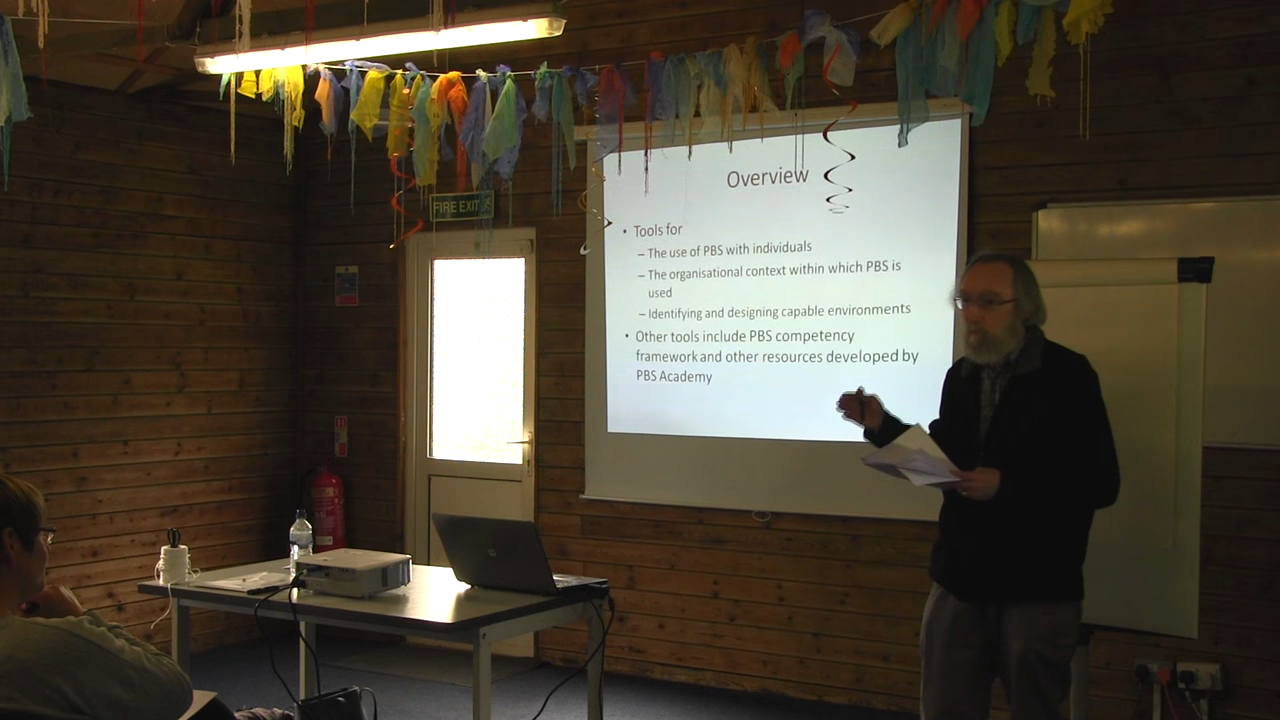 FIRE EXIT
Overview
• Tools for
– The use of PBS with individuals
– The organisational context within which PBS is
used
– Identifying and designing capable environments
• Other tools include PBS competency
framework and other resources developed by
PBS Academy